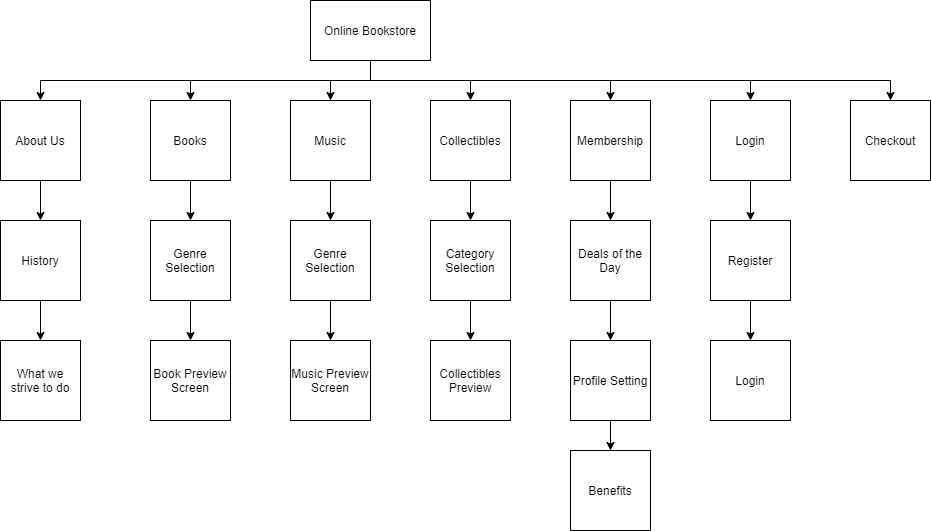 Online Bookstore
About Us
Books
Music
Collectibles
Membership
Login
Checkout
History
Genre
Selection
Genre
Selection
Category
Selection
Deals of the
Day
Register
What we
strive to do
Book Preview
Screen
Music Preview
Screen
Collectibles
Preview
Profile Setting
Login
Benefits